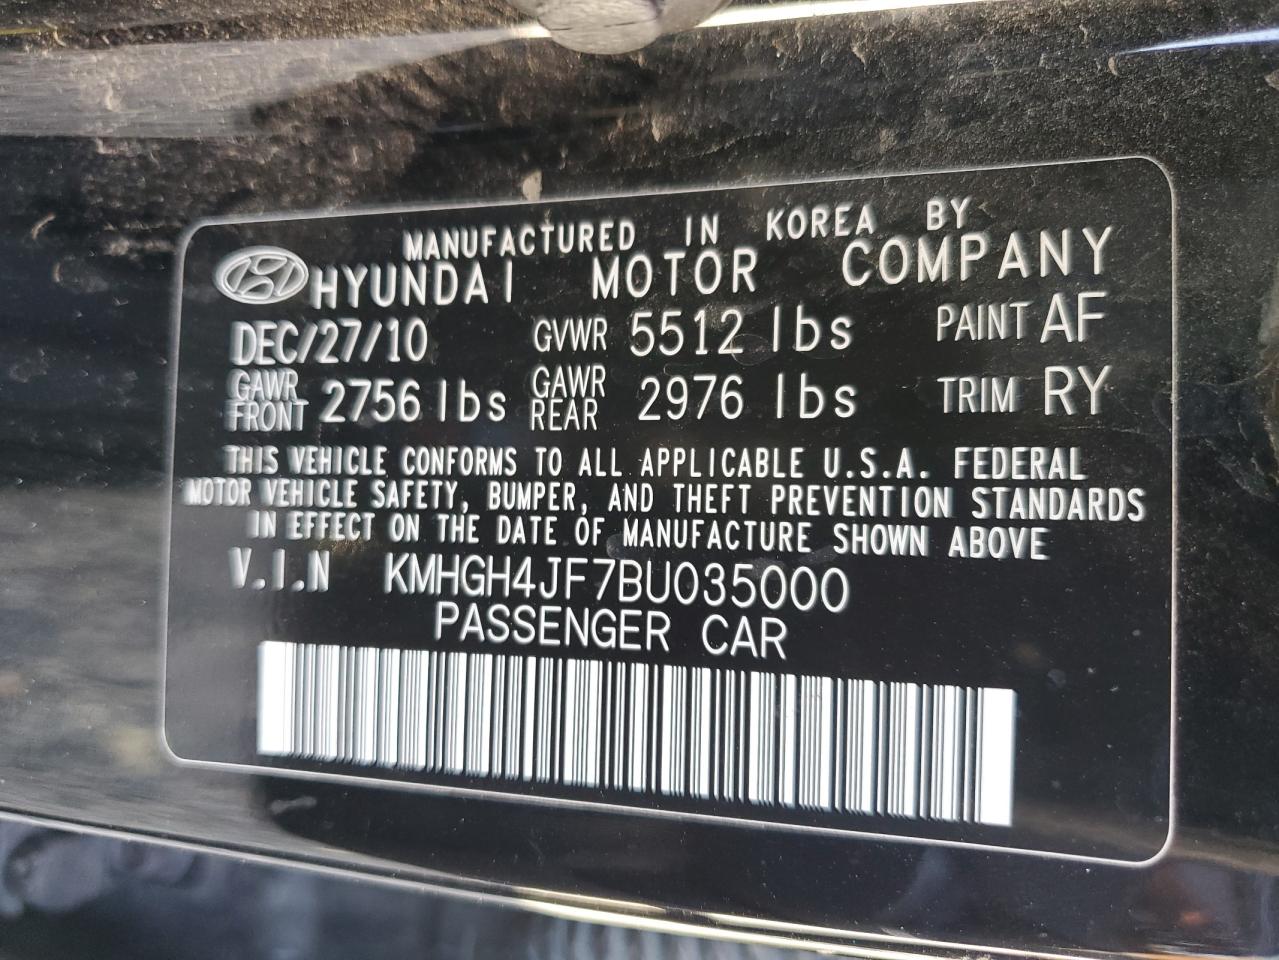 MANUFACTURED IN KOREA BY
HYUNDAI MOTOR COMPANY
DEC/27/10 GVWR 5512 lbs PAINT AF
GAWR FRONT 2756 lbs GAWR REAR 2976 lbs TRIM RY
THIS VEHICLE CONFORMS TO ALL APPLICABLE U.S.A. FEDERAL
MOTOR VEHICLE SAFETY, BUMPER, AND THEFT PREVENTION STANDARDS
IN EFFECT ON THE DATE OF MANUFACTURE SHOWN ABOVE
V.I.N KMHGH4JF7BU035000
PASSENGER CAR